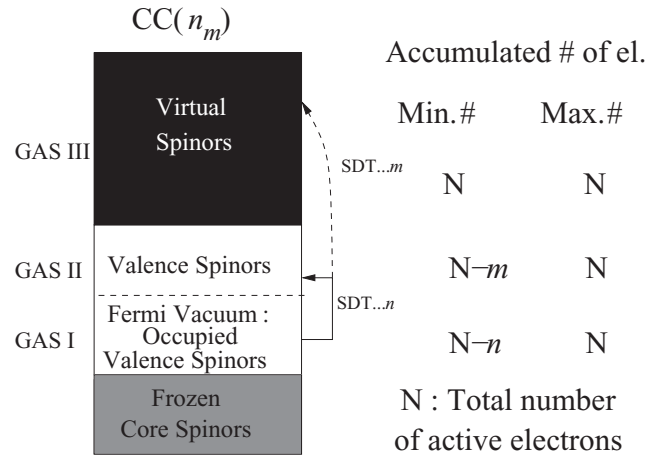 CC(n_m)
Accumulated # of el.
Min.# Max.#
Virtual
Spinors
GAS III
SDT...m
N N
GAS II
Valence Spinors
N−m N
SDT...n
GAS I
Fermi Vacuum :
Occupied
Valence Spinors
N−n N
Frozen
Core Spinors
N : Total number
of active electrons